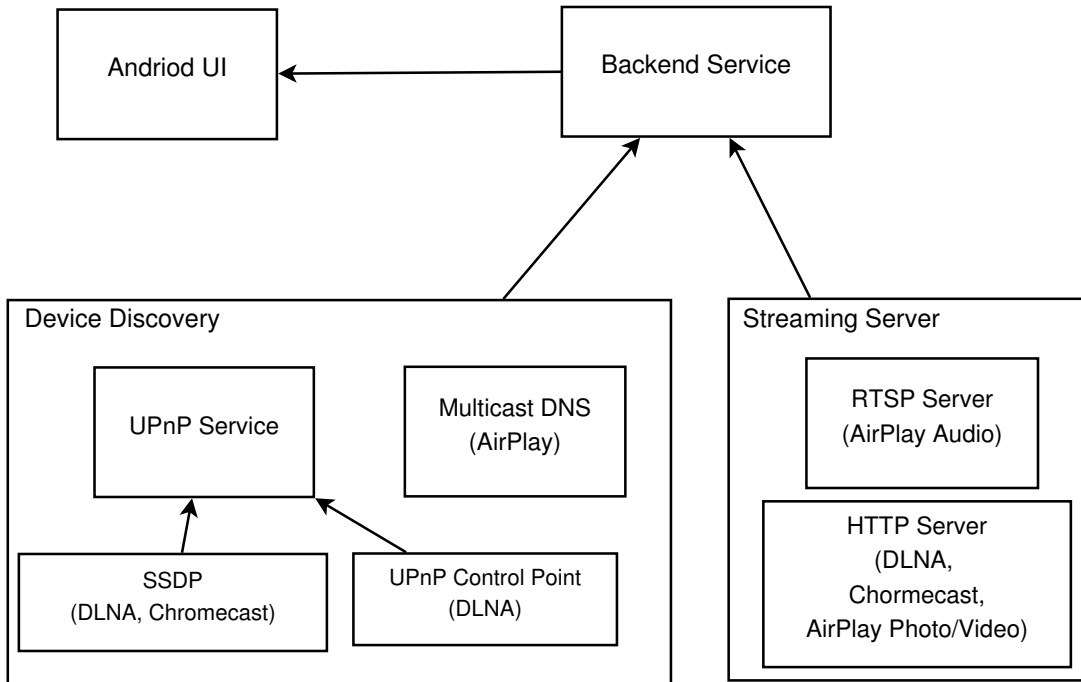 Andriod UI
Backend Service
Device Discovery
UPnP Service
Multicast DNS
(AirPlay)
SSDP
(DLNA, Chromecast)
UPnP Control Point
(DLNA)
Streaming Server
RTSP Server
(AirPlay Audio)
HTTP Server
(DLNA,
Chormecast,
AirPlay Photo/Video)